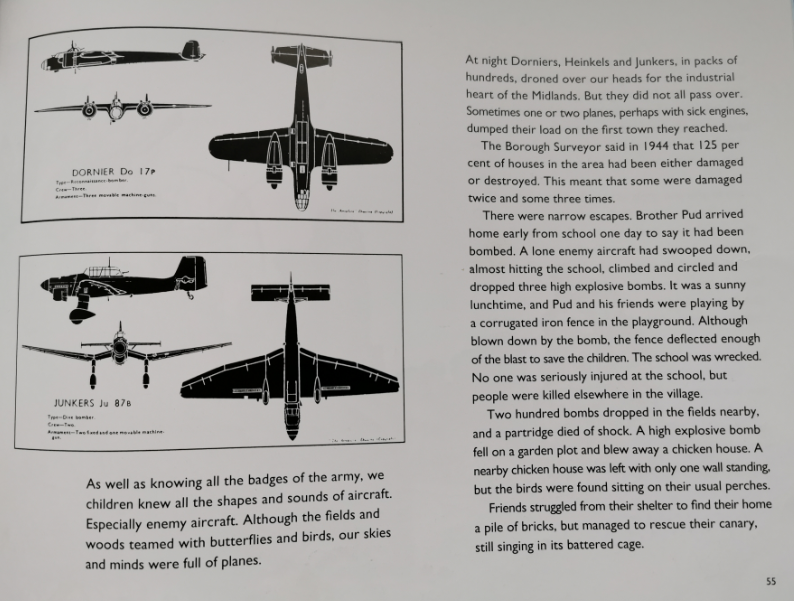 DORNIER Do 17P
Type—Reconnaissance bomber.
Crew—Three.
Armament—Three movable machine-guns.
JUNKERS Ju 87B
Type—Dive bomber.
Crew—Two.
Armament—Two fixed and one movable machine
gun.
As well as knowing all the badges of the army, we
children knew all the shapes and sounds of aircraft.
Especially enemy aircraft. Although the fields and
woods teamed with butterflies and birds, our skies
and minds were full of planes.
At night Dorniers, Heinkels and Junkers, in packs of
hundreds, droned over our heads for the industrial
heart of the Midlands. But they did not all pass over.
Sometimes one or two planes, perhaps with sick engines,
dumped their load on the first town they reached.
The Borough Surveyor said in 1944 that 125 per
cent of houses in the area had been either damaged
or destroyed. This meant that some were damaged
twice and some three times.
There were narrow escapes. Brother Pud arrived
home early from school one day to say it had been
bombed. A lone enemy aircraft had swooped down,
almost hitting the school, climbed and circled and
dropped three high explosive bombs. It was a sunny
lunchtime, and Pud and his friends were playing by
a corrugated iron fence in the playground. Although
blown down by the bomb, the fence deflected enough
of the blast to save the children. The school was wrecked.
No one was seriously injured at the school, but
people were killed elsewhere in the village.
Two hundred bombs dropped in the fields nearby,
and a partridge died of shock. A high explosive bomb
fell on a garden plot and blew away a chicken house. A
nearby chicken house was left with only one wall standing,
but the birds were found sitting on their usual perches.
Friends struggled from their shelter to find their home
a pile of bricks, but managed to rescue their canary,
still singing in its battered cage.
55